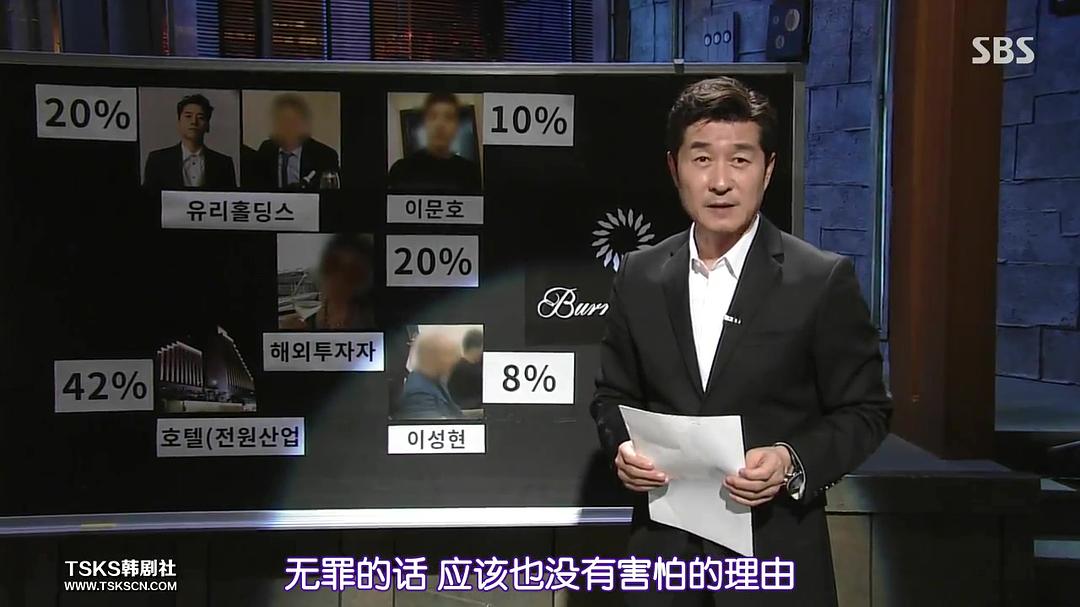 SBS
20%
10%
유리홀딩스
이문호
20%
Burn
해외투자자
42%
8%
호텔(전원산업
이성현
TSKS韩剧社
WWW.TSKSCN.COM
无罪的话 应该也没有害怕的理由